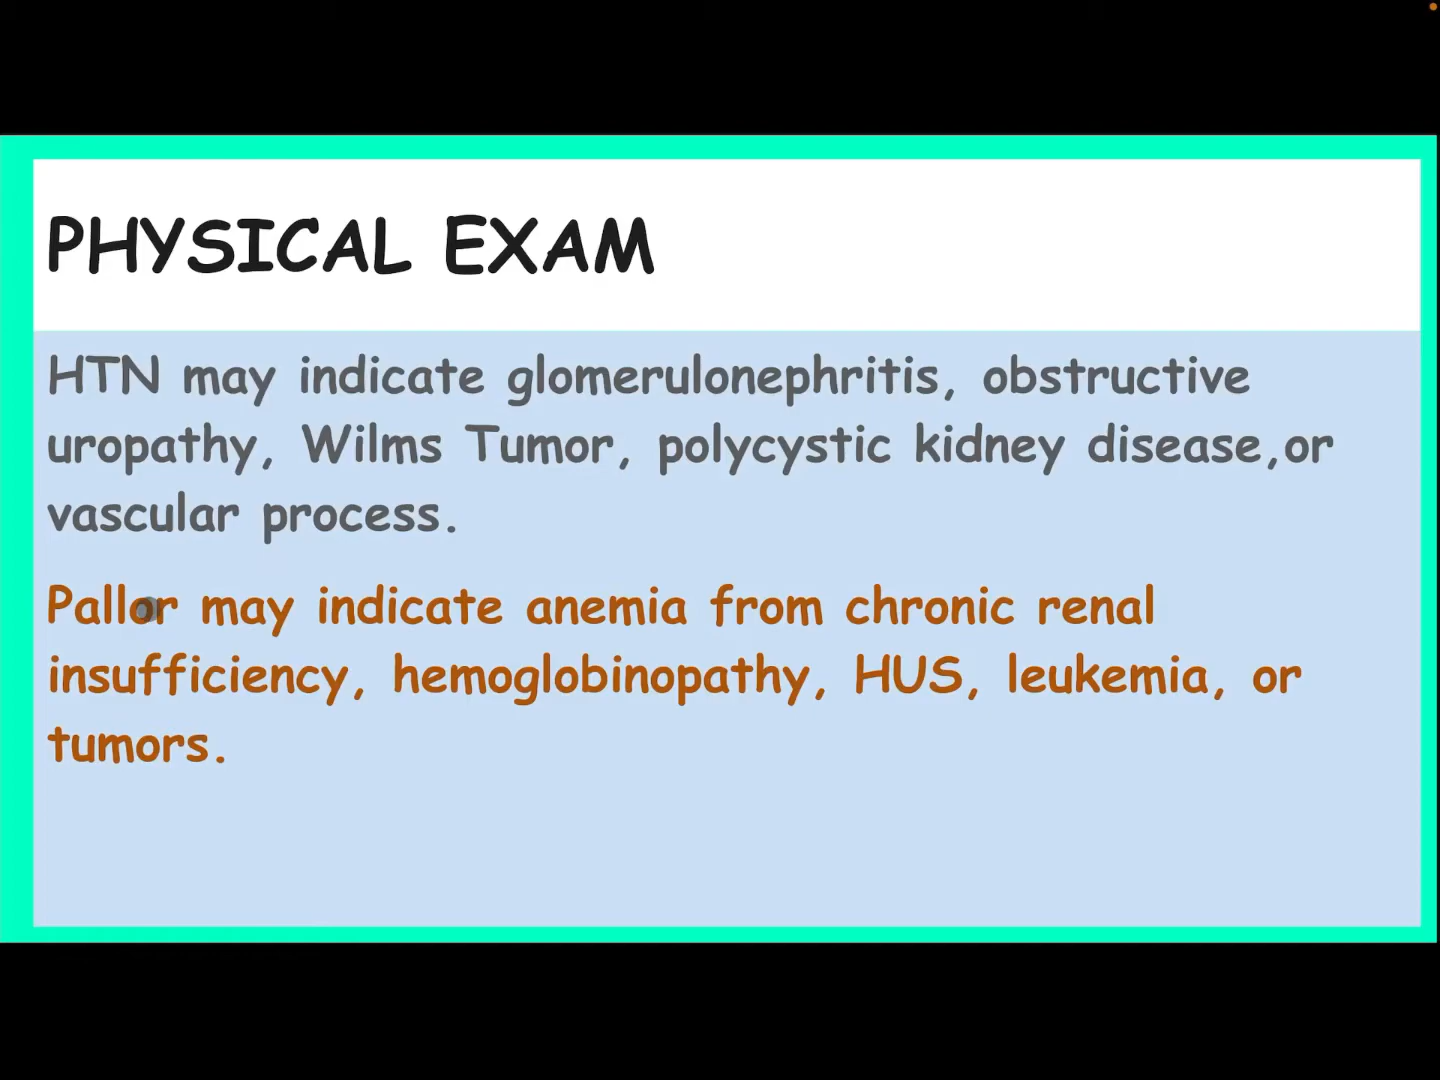 PHYSICAL EXAM
HTN may indicate glomerulonephritis, obstructive
uropathy, Wilms Tumor, polycystic kidney disease,or
vascular process.
Pallor may indicate anemia from chronic renal
insufficiency, hemoglobinopathy, HUS, leukemia, or
tumors.